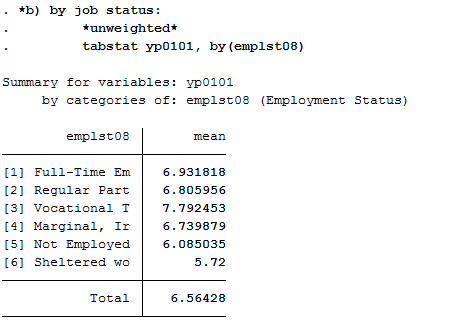 . *b) by job status:
. *unweighted*
. tabstat yp0101, by(emplst08)
Summary for variables: yp0101
by categories of: emplst08 (Employment Status)
emplst08 mean
[1] Full-Time Em 6.931818
[2] Regular Part 6.805956
[3] Vocational T 7.792453
[4] Marginal, Ir 6.739879
[5] Not Employed 6.085035
[6] Sheltered wo 5.72
Total 6.56428